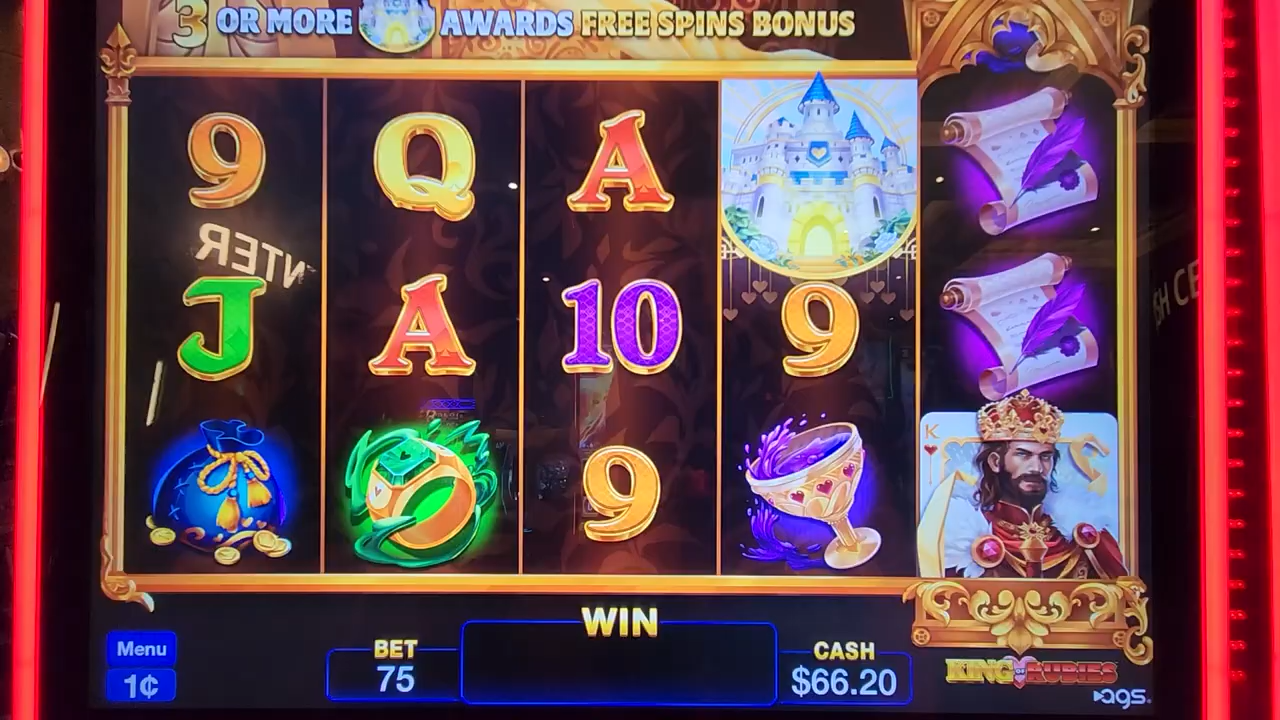 3 OR MORE AWARDS FREE SPINS BONUS
9 Q A
J A 10 9
9
K
WIN
Menu
1¢
BET
75
CASH
$66.20
KING OF RUBIES
ags